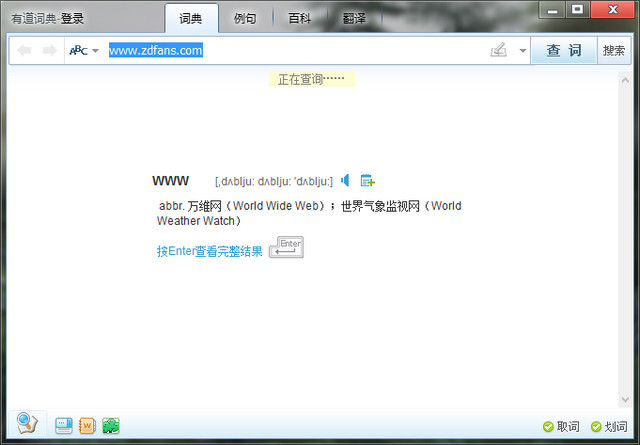 有道词典-登录
词典 例句 百科 翻译
ABC www.zdfans.com 查 词 搜索
正在查询······
www [ˌdʌblju: dʌblju: 'dʌblju:]
abbr. 万维网（World Wide Web）；世界气象监视网（World
Weather Watch）
按Enter查看完整结果 Enter
W 取词 划词